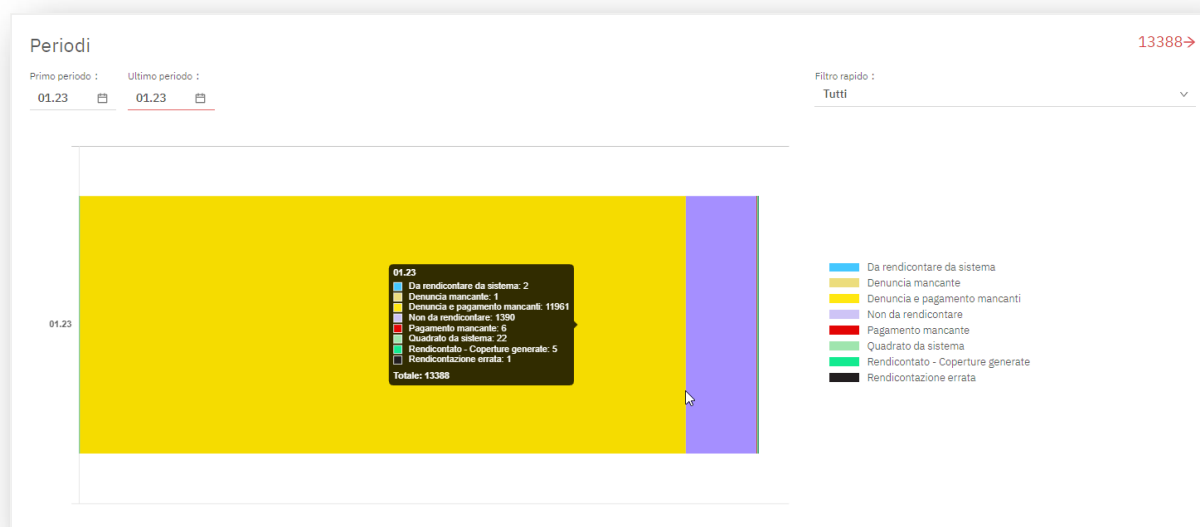 Periodi
13388→
Primo periodo :
Ultimo periodo :
Filtro rapido :
01.23
01.23
Tutti
01.23
01.23
Da rendicontare da sistema: 2
Denuncia mancante: 1
Denuncia e pagamento mancanti: 11961
Non da rendicontare: 1390
Pagamento mancante: 6
Quadrato da sistema: 22
Rendicontato - Coperture generate: 5
Rendicontazione errata: 1
Totale: 13388
Da rendicontare da sistema
Denuncia mancante
Denuncia e pagamento mancanti
Non da rendicontare
Pagamento mancante
Quadrato da sistema
Rendicontato - Coperture generate
Rendicontazione errata